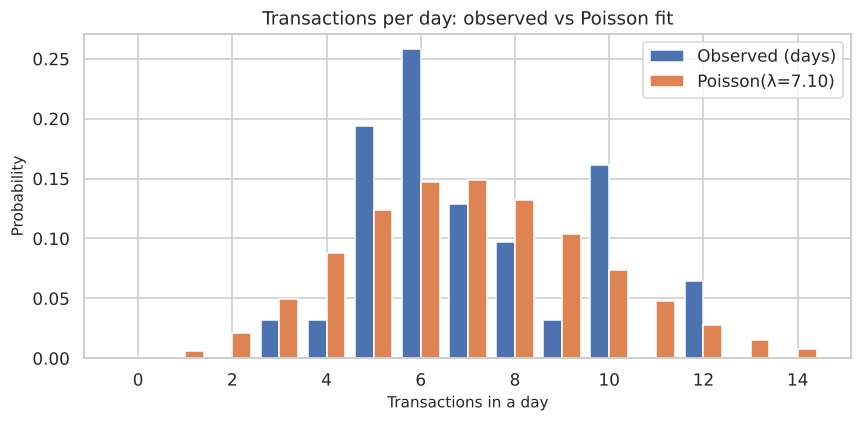 Transactions per day: observed vs Poisson fit
Observed (days)
Poisson(λ=7.10)
Probability
0.25
0.20
0.15
0.10
0.05
0.00
0 2 4 6 8 10 12 14
Transactions in a day